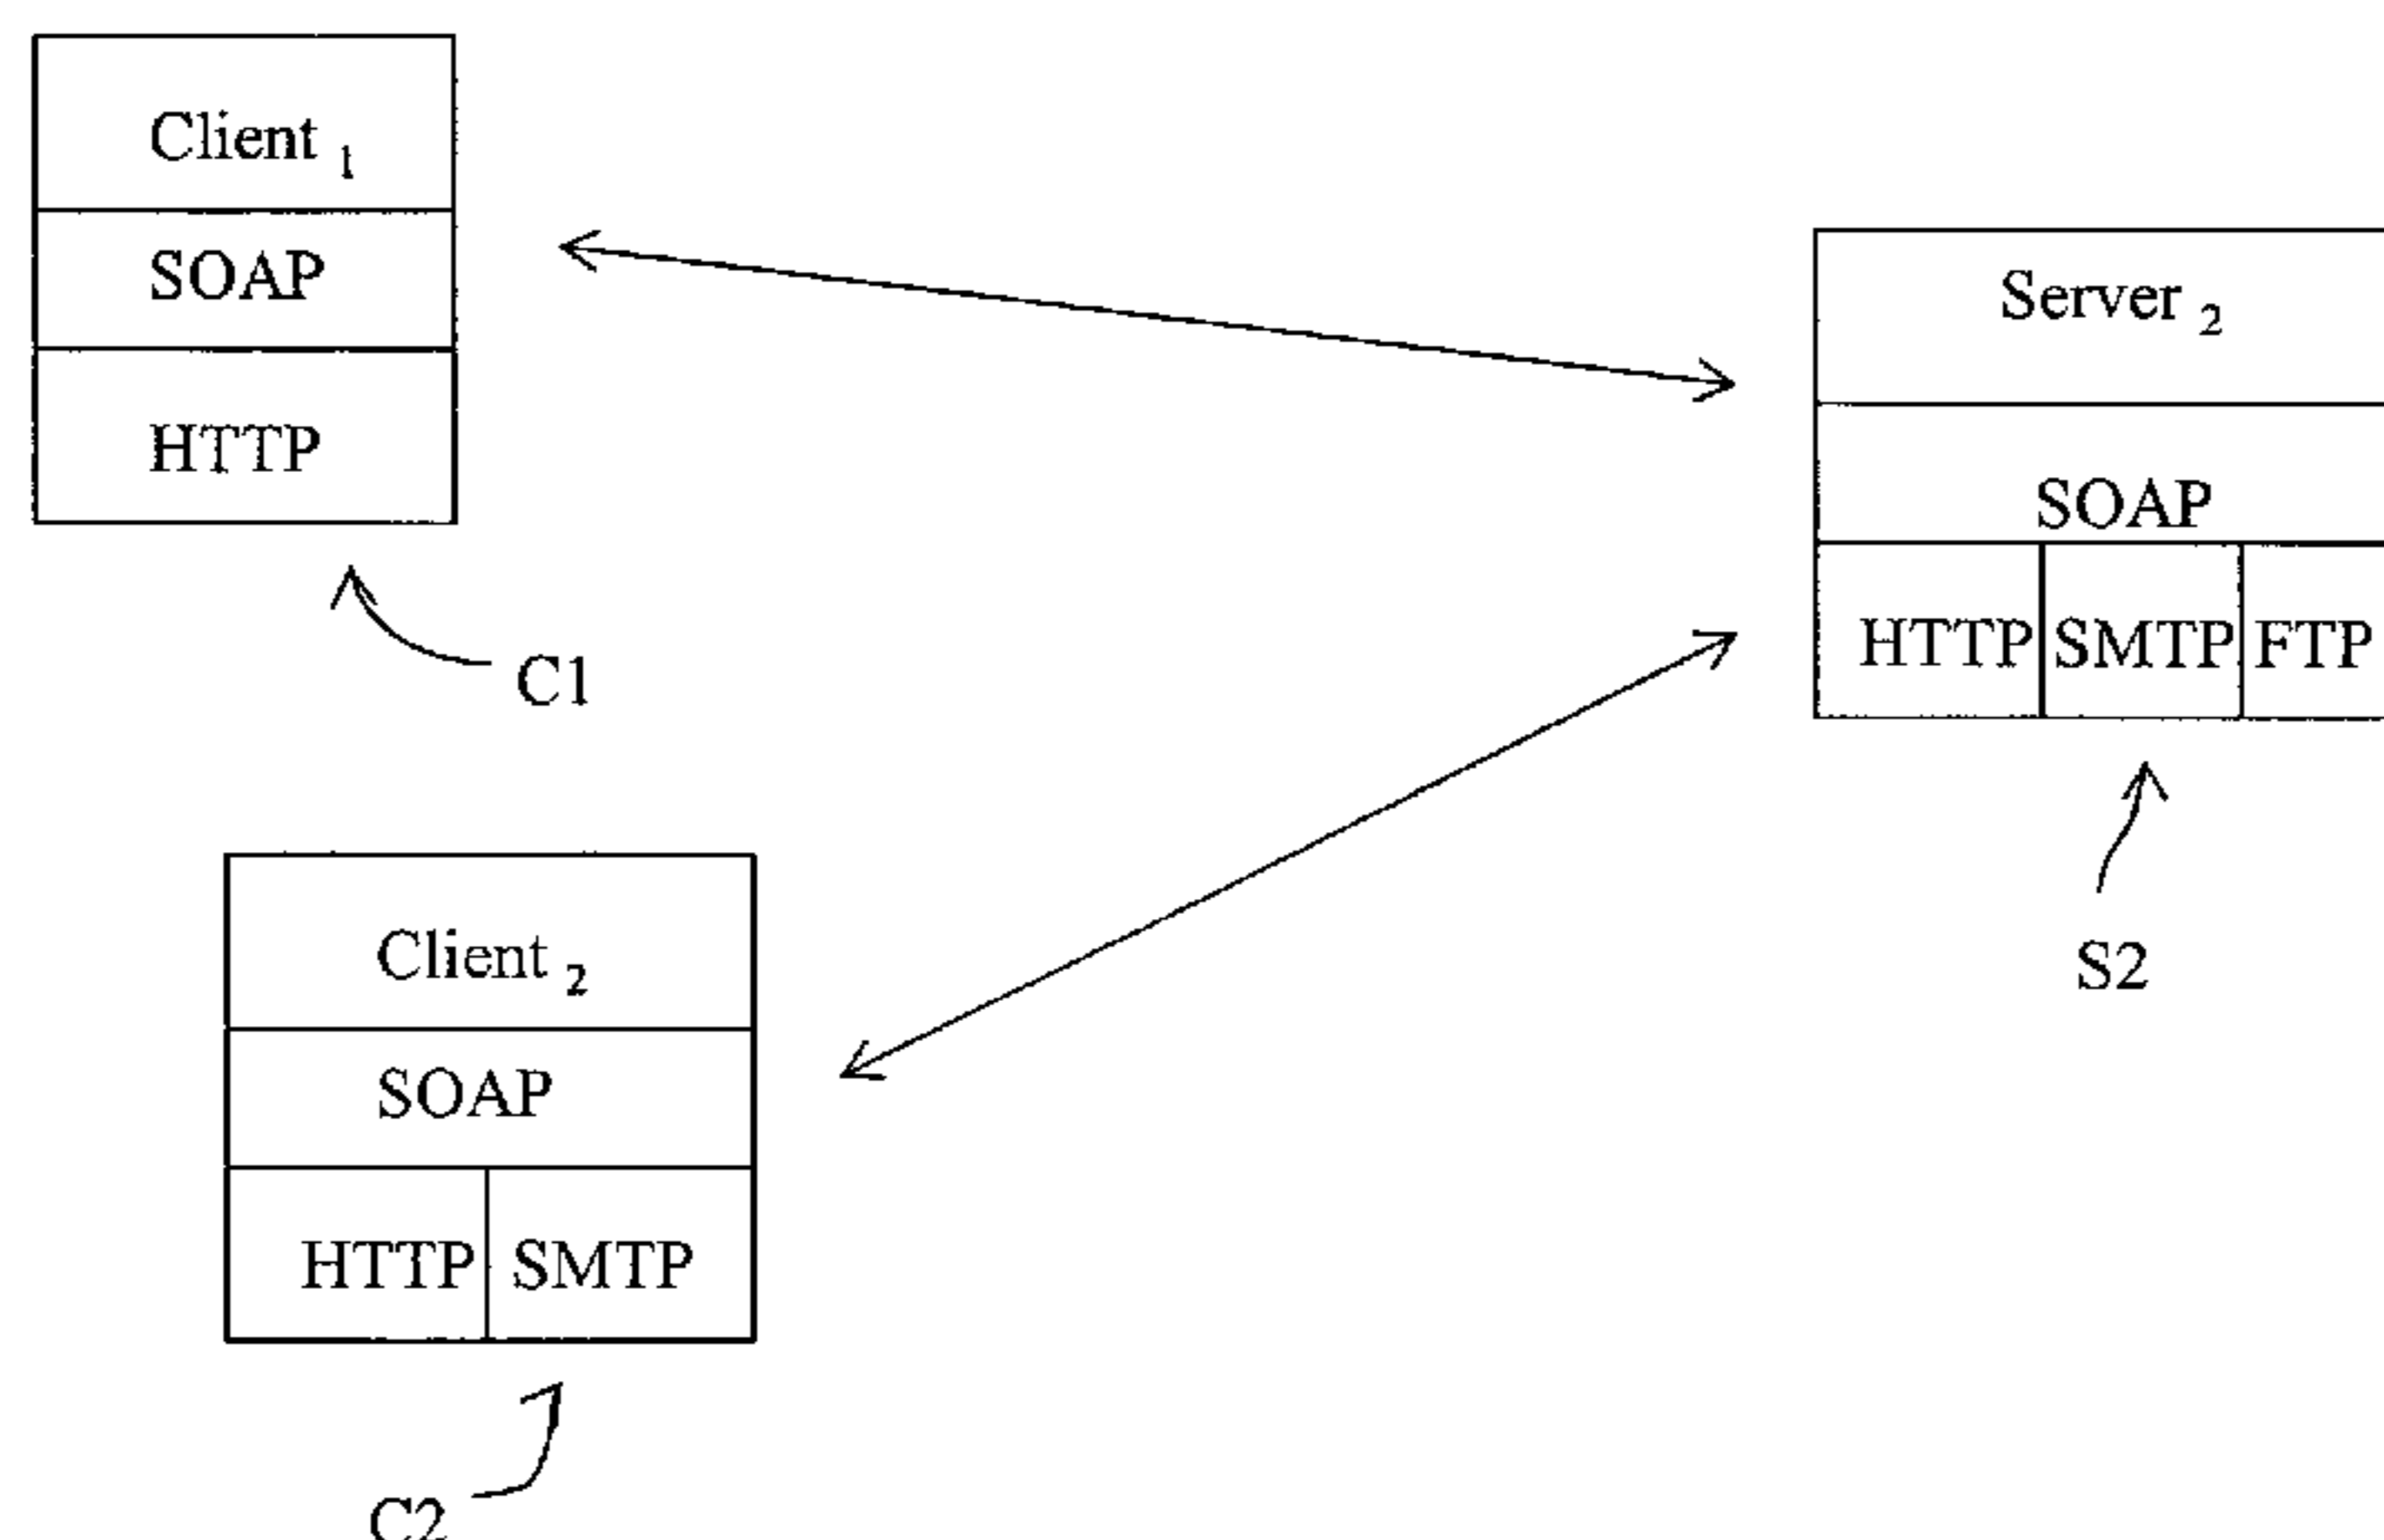 Client 1
SOAP
HTTP
C1
Server 2
SOAP
HTTP SMTP FTP
S2
Client 2
SOAP
HTTP SMTP
C2